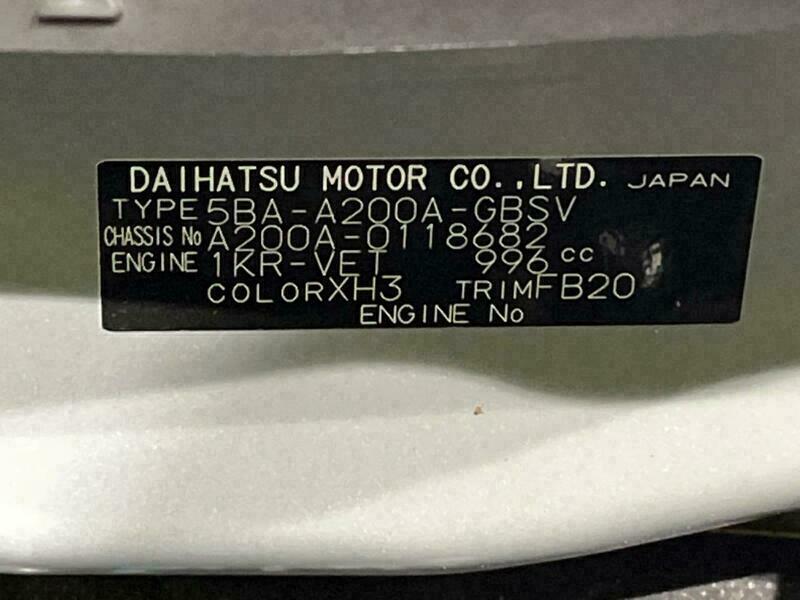 DAIHATSU MOTOR CO.,LTD. JAPAN
TYPE 5BA-A200A-GBSV
CHASSIS No A200A-0118682
ENGINE 1KR-VET 996 cc
COLOR XH3 TRIM FB20
ENGINE No